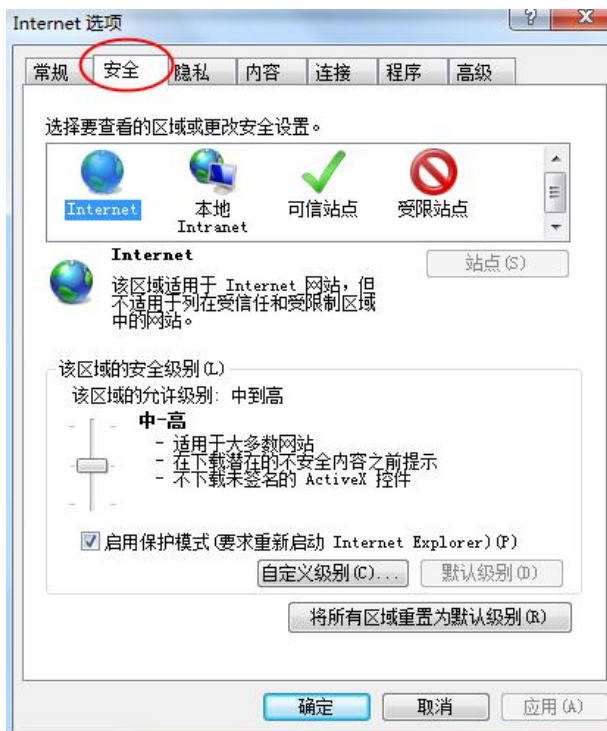 Internet 选项
常规 安全 隐私 内容 连接 程序 高级
选择要查看的区域或更改安全设置。
Internet 本地 Intranet 可信站点 受限站点
Internet
站点(S)
该区域适用于 Internet 网站，但
不适用于列在受信任和受限制区域
中的网站。
该区域的安全级别(L)
该区域的允许级别: 中到高
中-高
- 适用于大多数网站
- 在下载潜在的不安全内容之前提示
- 不下载未签名的 ActiveX 控件
启用保护模式(要求重新启动 Internet Explorer)(P)
自定义级别(C)... 默认级别(D)
将所有区域重置为默认级别(R)
确定 取消 应用(A)